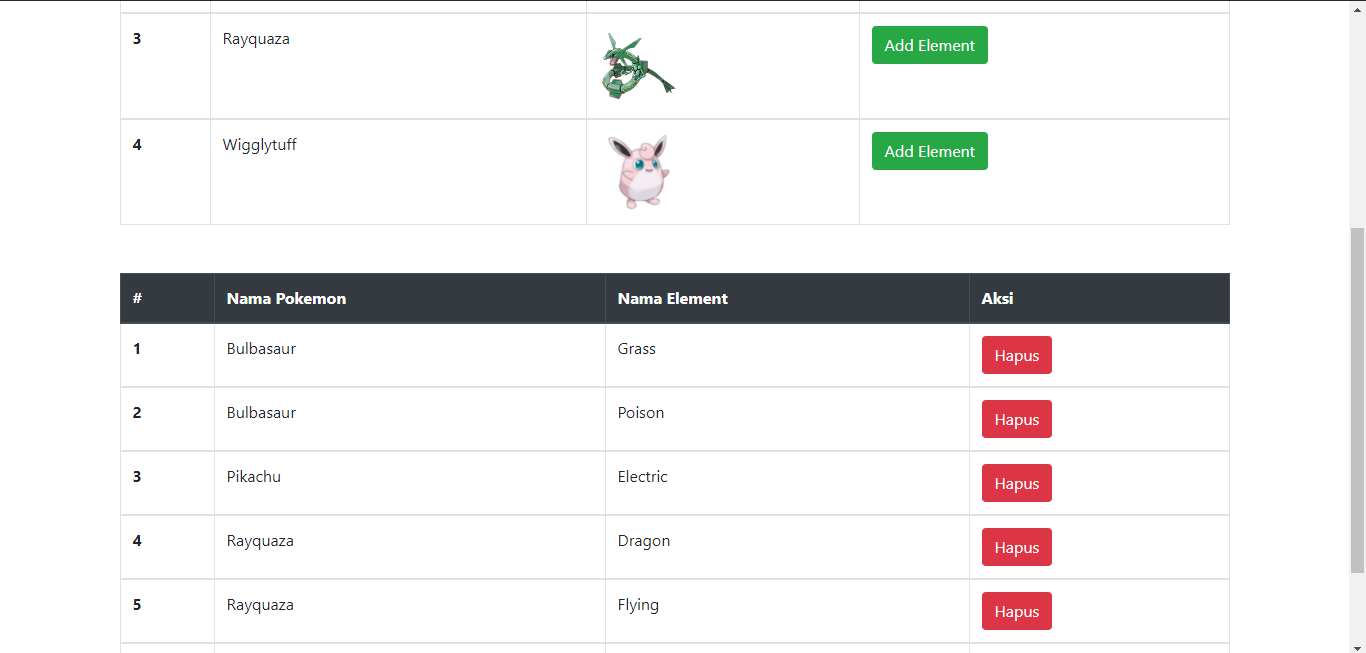 3 Rayquaza Add Element
4 Wigglytuff Add Element
# Nama Pokemon Nama Element Aksi
1 Bulbasaur Grass Hapus
2 Bulbasaur Poison Hapus
3 Pikachu Electric Hapus
4 Rayquaza Dragon Hapus
5 Rayquaza Flying Hapus